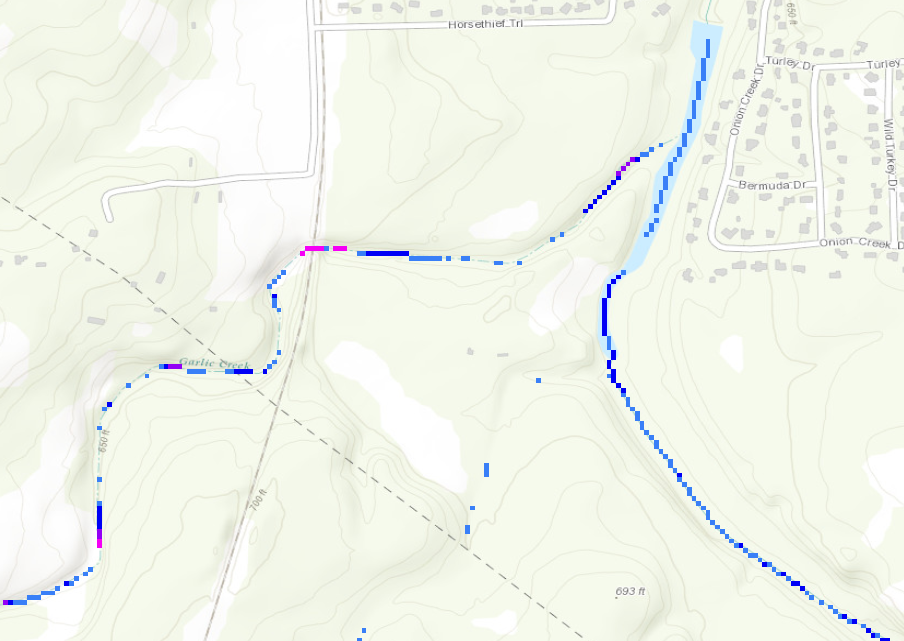 Horsethief Trl
650 ft
Turley Dr
Turley
Onion Creek Dr
Wild Turkey Dr
Bermuda Dr
Onion Creek D
Garlic Creek
650 ft
700 ft
693 ft